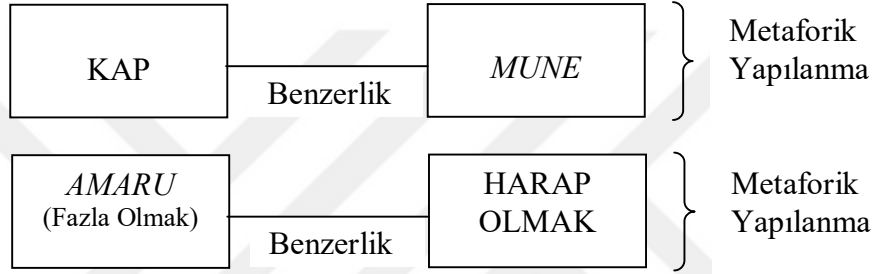 KAP
Benzerlik
MUNE
Metaforik
Yapılanma
AMARU
(Fazla Olmak)
Benzerlik
HARAP
OLMAK
Metaforik
Yapılanma